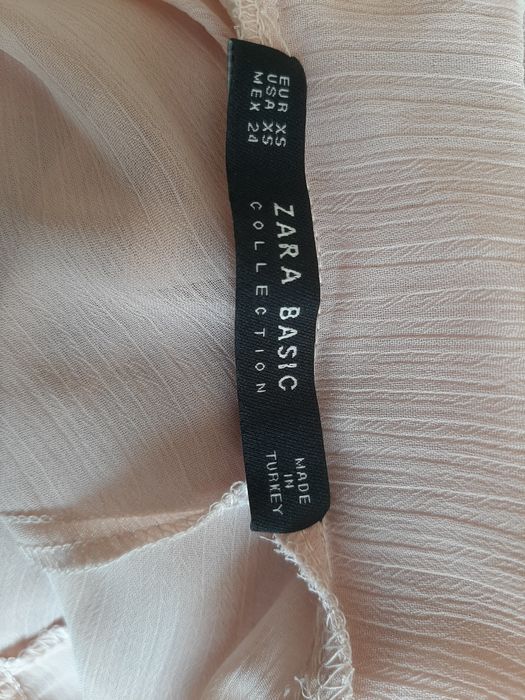 EUR XS
USA XS
MEX 24
ZARA BASIC
COLLECTION
MADE
IN
TURKEY